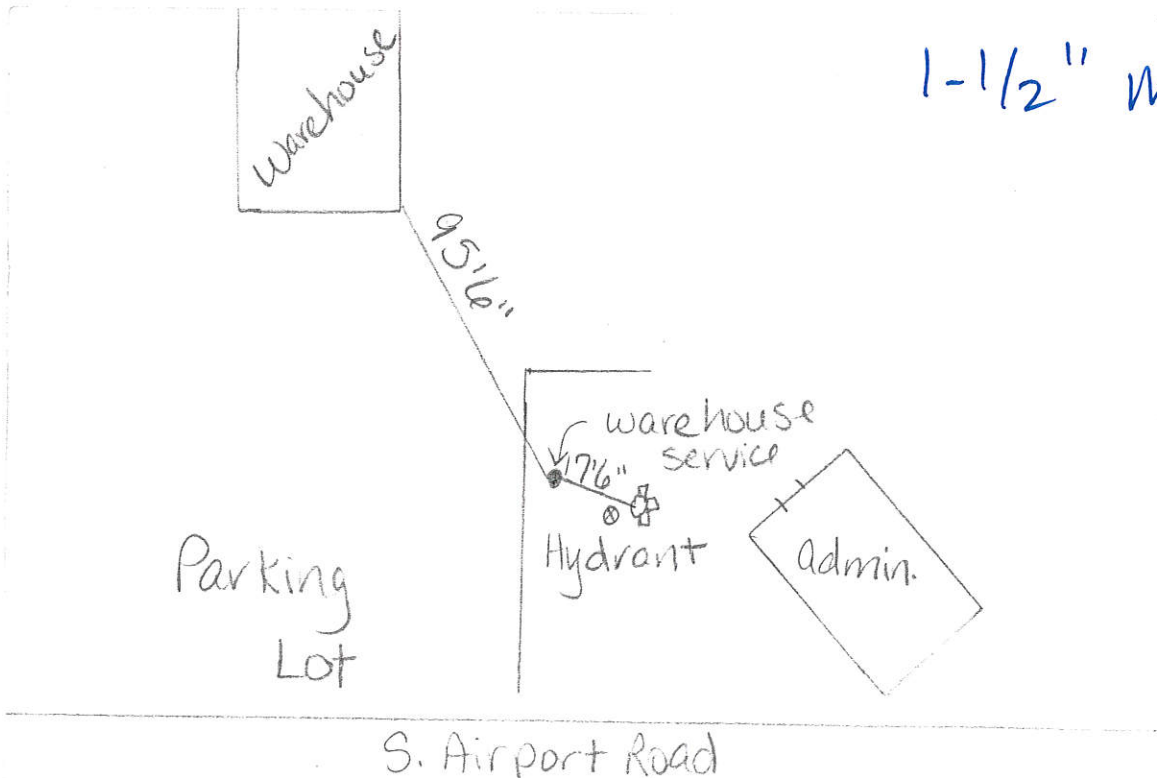 Warehouse
1-1/2"
95'6"
warehouse
service
17'6"
Hydrant
admin.
Parking
Lot
S. Airport Road